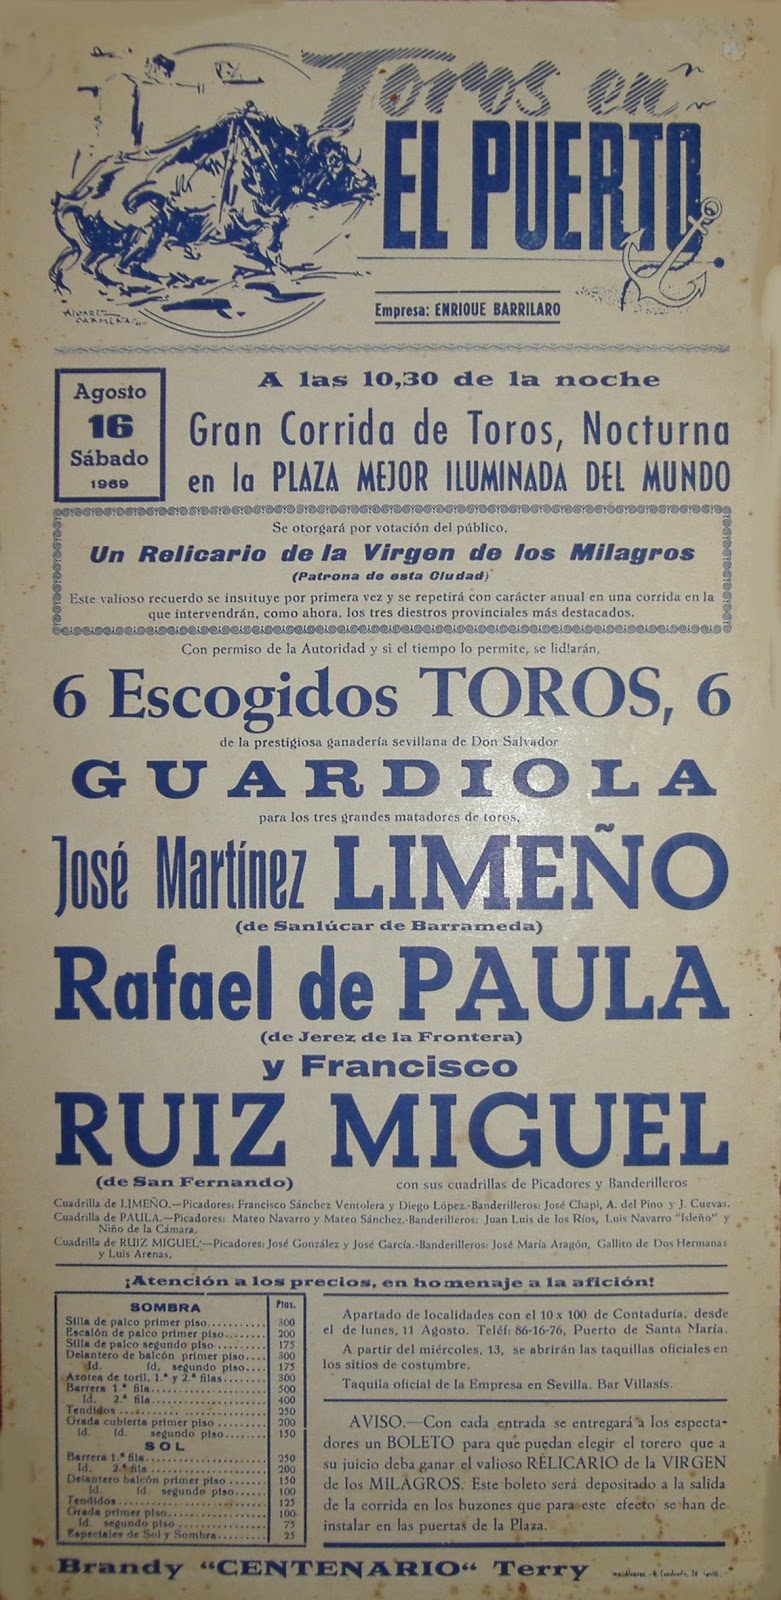 Toros en
EL PUERTO
Empresa: ENRIQUE BARRILARO
Agosto
16
Sábado
1969
A las 10,30 de la noche
Gran Corrida de Toros, Nocturna
en la PLAZA MEJOR ILUMINADA DEL MUNDO
Se otorgará por votación del público,
Un Relicario de la Virgen de los Milagros
(Patrona de esta Ciudad)
Este valioso recuerdo se instituye por primera vez y se repetirá con carácter anual en una corrida en la
que intervendrán, como ahora, los tres diestros provinciales más destacados.
Con permiso de la Autoridad y si el tiempo lo permite, se lidiarán,
6 Escogidos TOROS, 6
de la prestigiosa ganadería sevillana de Don Salvador
GUARDIOLA
para los tres grandes matadores de toros,
José Martínez LIMEÑO
(de Sanlúcar de Barrameda)
Rafael de PAULA
(de Jerez de la Frontera)
y Francisco
RUIZ MIGUEL
(de San Fernando) con sus cuadrillas de Picadores y Banderilleros
Cuadrilla de LIMEÑO.—Picadores: Francisco Sánchez Ventolera y Diego López.-Banderilleros: José Chapi, A. del Pino y J. Cuevas.
Cuadrilla de PAULA.—Picadores: Mateo Navarro y Mateo Sánchez.-Banderilleros: Juan Luis de los Ríos, Luis Navarro "Isleño" y
Niño de la Cámara.
Cuadrilla de RUIZ MIGUEL.—Picadores: José González y José García.-Banderilleros: José María Aragón, Gallito de Dos Hermanas
y Luis Arenas.
¡Atención a los precios, en homenaje a la afición!
SOMBRA Ptas.
Silla de palco primer piso........... 300
Escalón de palco primer piso....... 200
Silla de palco segundo piso......... 175
Delantero de balcón primer piso.... 300
Id. íd. segundo piso.... 175
Azotea de toril, 1.ª y 2.ª filas........ 300
Barrera 1.ª fila...................... 500
Id. 2.ª fila...................... 400
Tendidos........................... 250
Grada cubierta primer piso......... 200
Id. íd. segundo piso........ 150
SOL
Barrera 1.ª fila...................... 250
Id. 2.ª fila...................... 200
Delantero balcón primer piso...... 150
Id. íd. segundo piso..... 100
Tendidos........................... 125
Grada primer piso.................. 100
Id. segundo piso................ 75
Especiales de Sol y Sombra......... 25
Apartado de localidades con el 10 x 100 de Contaduría, desde
el de lunes, 11 Agosto. Teléf: 86-16-76, Puerto de Santa María.
A partir del miércoles, 13, se abrirán las taquillas oficiales en
los sitios de costumbre.
Taquilla oficial de la Empresa en Sevilla. Bar Villasís.
AVISO.—Con cada entrada se entregará a los especta-
dores un BOLETO para que puedan elegir el torero que a
su juicio deba ganar el valioso RELICARIO de la VIRGEN
de los MILAGROS. Este boleto será depositado a la salida
de la corrida en los buzones que para este efecto se han de
instalar en las puertas de la Plaza.
Brandy "CENTENARIO" Terry